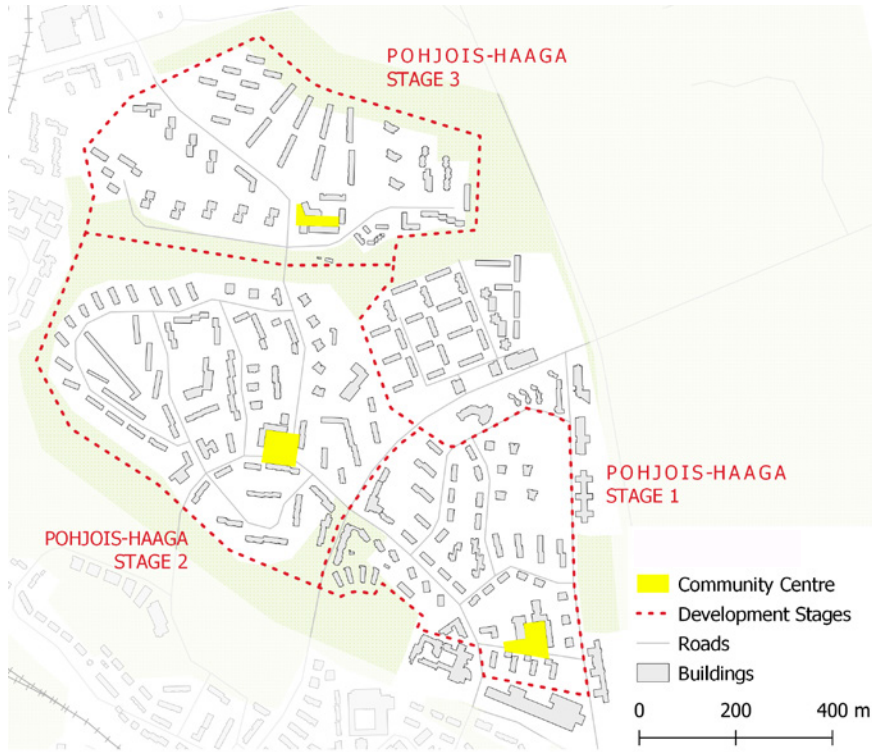 POHJOIS-HAAGA
STAGE 3
POHJOIS-HAAGA
STAGE 1
POHJOIS-HAAGA
STAGE 2
Community Centre
Development Stages
Roads
Buildings
0 200 400 m